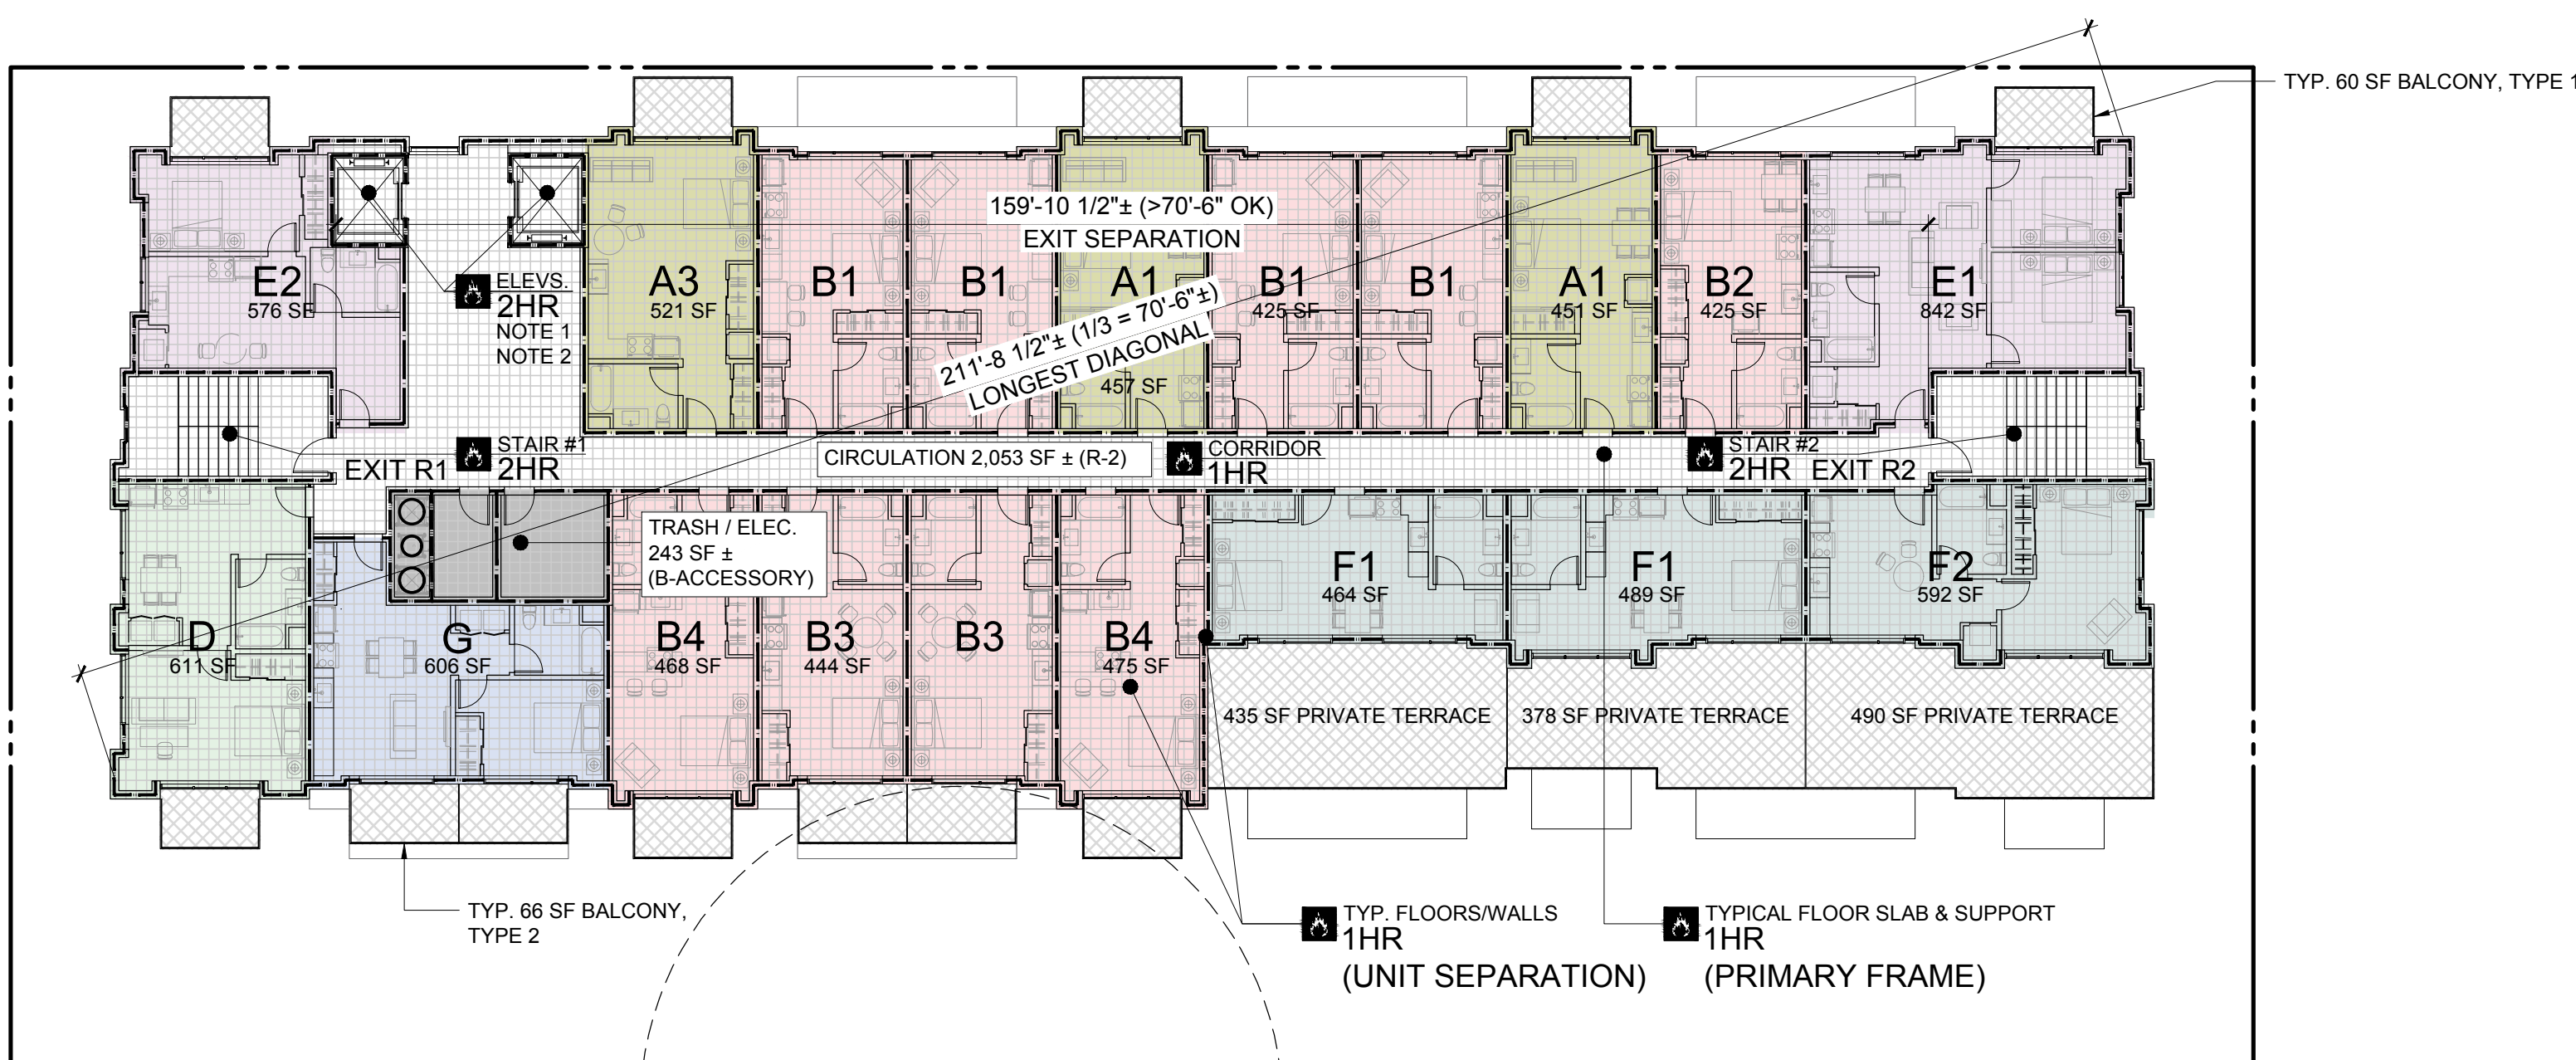 TYP. 60 SF BALCONY, TYPE 1
159'-10 1/2"± (>70'-6" OK)
EXIT SEPARATION
E2
576 SF
ELEVS.
2HR
NOTE 1
NOTE 2
A3
521 SF
B1
B1
A1
457 SF
B1
425 SF
B1
A1
451 SF
B2
425 SF
E1
842 SF
211'-8 1/2"± (1/3 = 70'-6"±)
LONGEST DIAGONAL
STAIR #1
2HR
EXIT R1
CIRCULATION 2,053 SF ± (R-2)
CORRIDOR
1HR
STAIR #2
2HR
EXIT R2
TRASH / ELEC.
243 SF ±
(B-ACCESSORY)
D
611 SF
G
606 SF
B4
468 SF
B3
444 SF
B3
B4
475 SF
F1
464 SF
F1
489 SF
F2
592 SF
435 SF PRIVATE TERRACE
378 SF PRIVATE TERRACE
490 SF PRIVATE TERRACE
TYP. 66 SF BALCONY,
TYPE 2
TYP. FLOORS/WALLS
1HR
(UNIT SEPARATION)
TYPICAL FLOOR SLAB & SUPPORT
1HR
(PRIMARY FRAME)